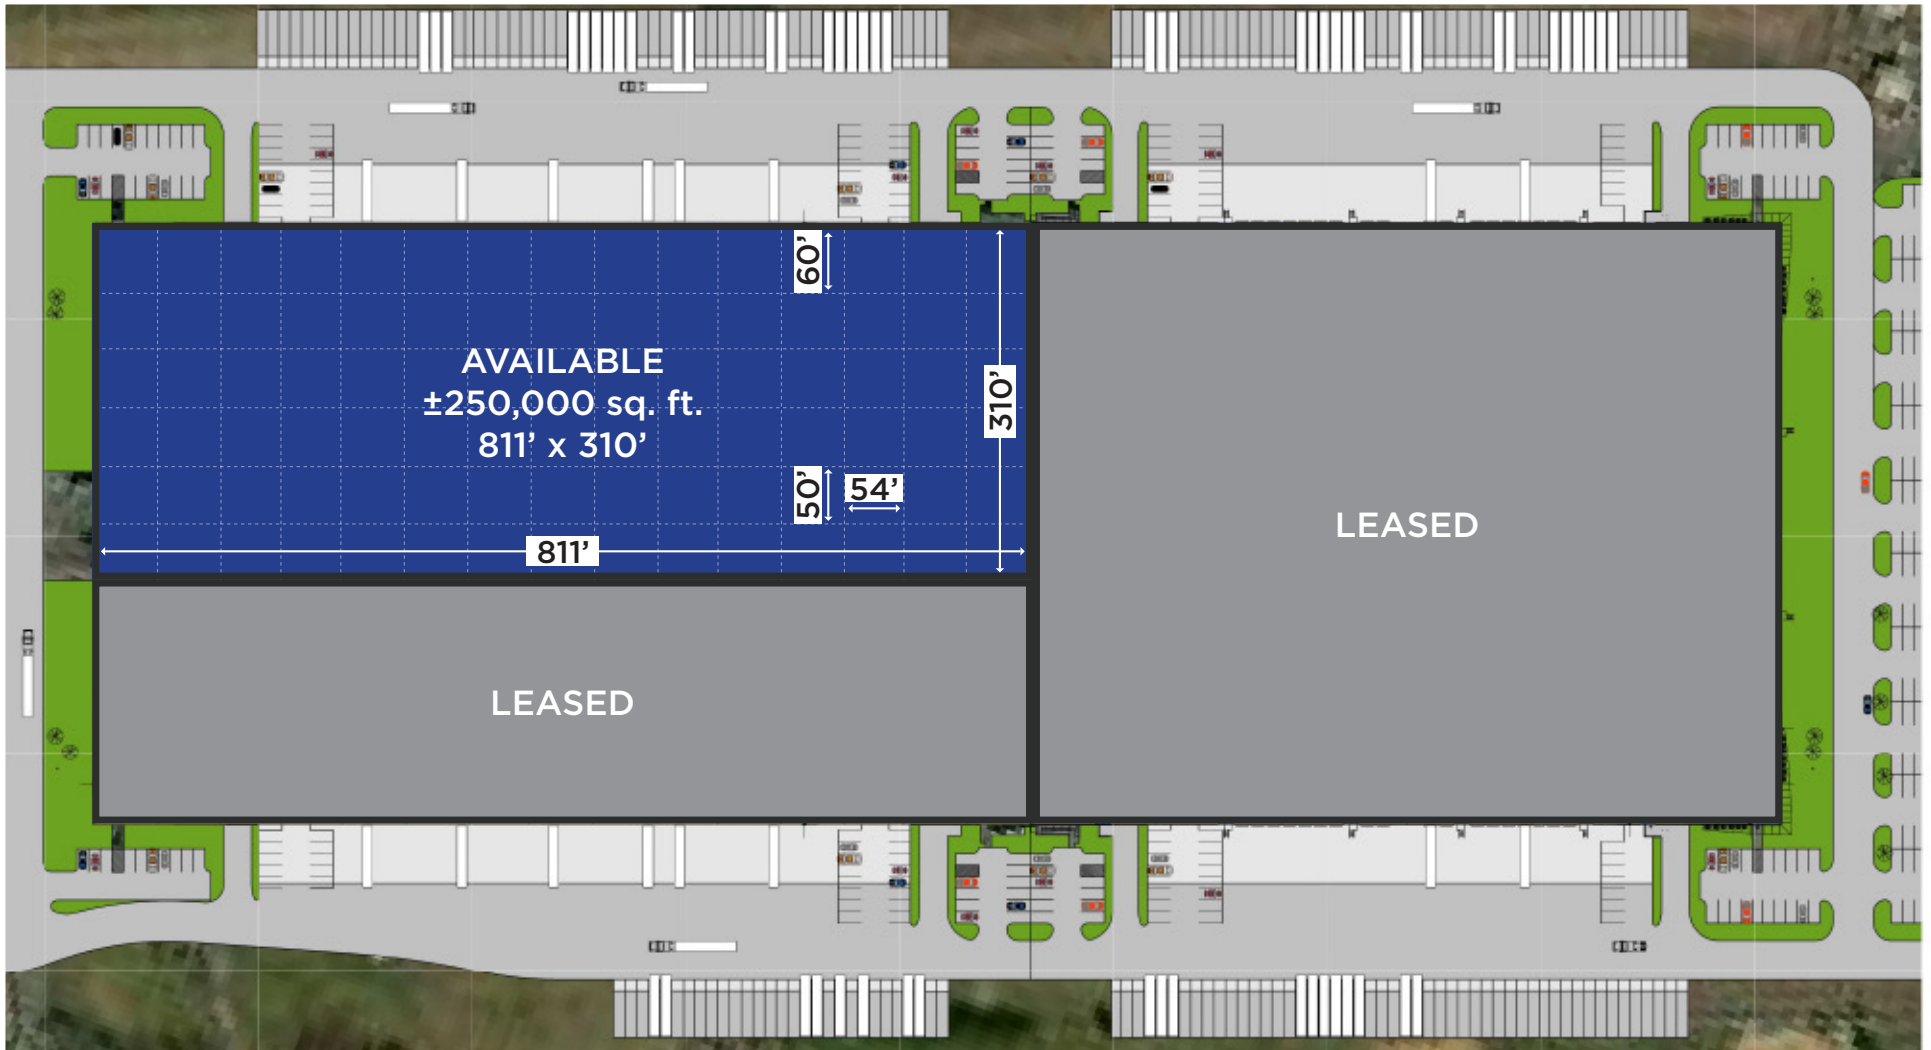 60’
AVAILABLE
±250,000 sq. ft.
811’ x 310’
310’
50’
54’
811’
LEASED
LEASED